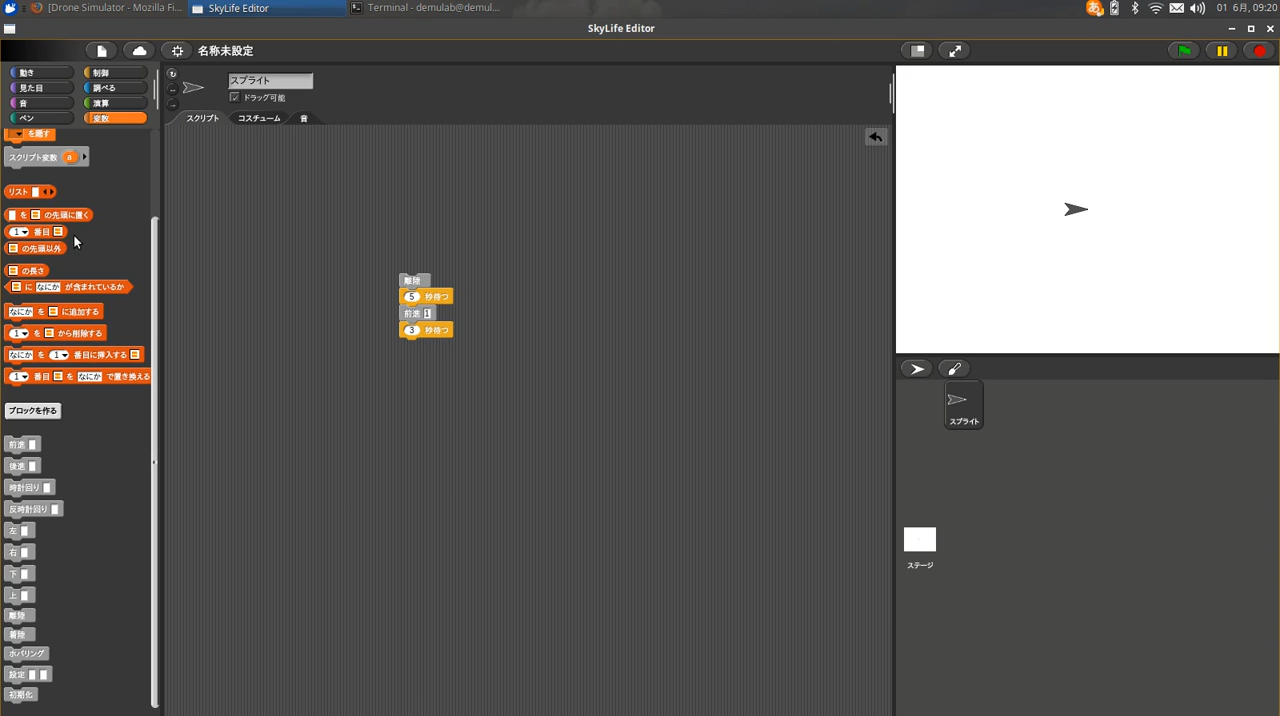 [Drone Simulator - Mozilla Fi...
SkyLife Editor
Terminal - demulab@demul...
あ
01 6月, 09:20
SkyLife Editor
名称未設定
動き
制御
見た目
調べる
音
演算
ペン
変数
スプライト
ドラッグ可能
スクリプト
コスチューム
音
を隠す
スクリプト変数 a
リスト
を の先頭に置く
1 番目
の先頭以外
の長さ
に なにか が含まれているか
なにか を に追加する
1 を から削除する
なにか を 1 番目に挿入する
1 番目 を なにか で置き換える
ブロックを作る
前進
後進
時計回り
反時計回り
左
右
下
上
離陸
着陸
ホバリング
設定
初期化
離陸
5 秒待つ
前進 1
3 秒待つ
スプライト
ステージ